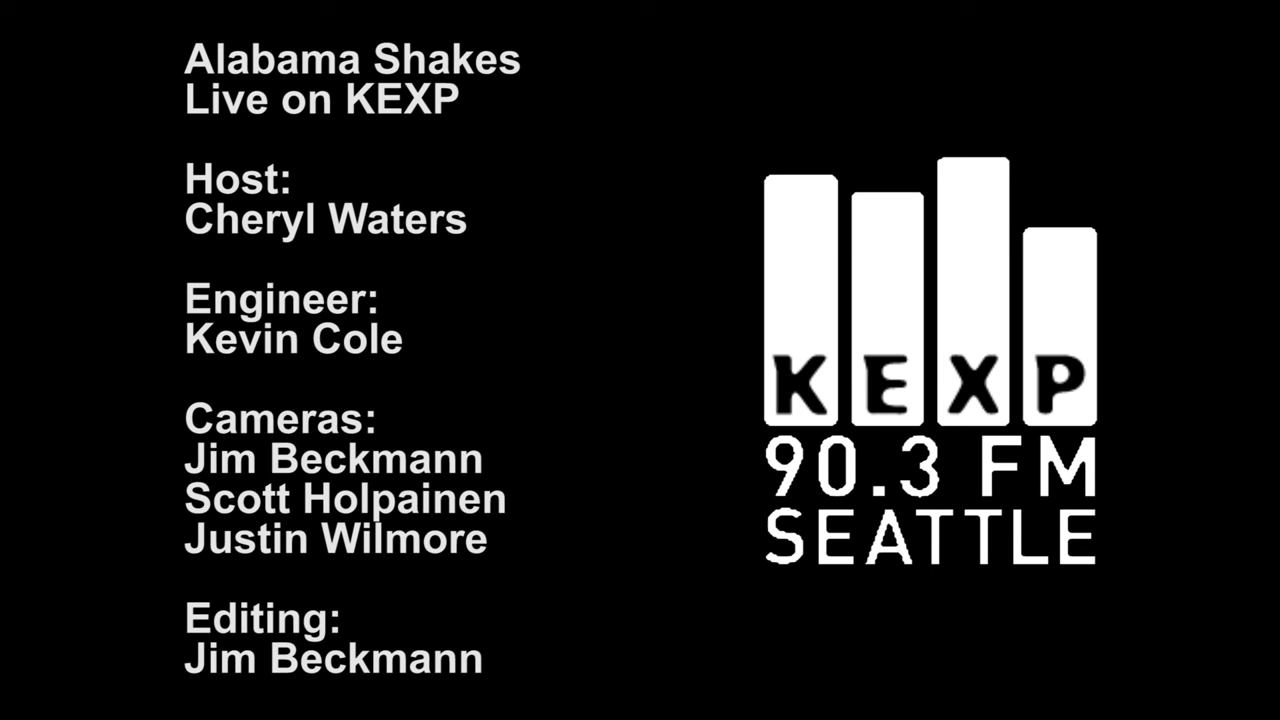 Alabama Shakes
Live on KEXP
Host:
Cheryl Waters
Engineer:
Kevin Cole
Cameras:
Jim Beckmann
Scott Holpainen
Justin Wilmore
Editing:
Jim Beckmann
KEXP
90.3 FM
SEATTLE